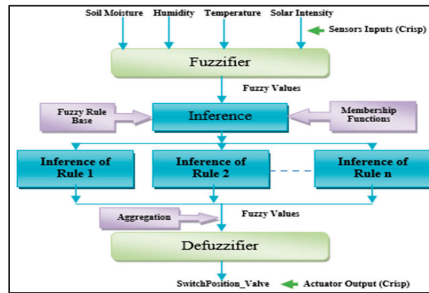 Soil Moisture Humidity Temperature Solar Intensity
Sensors Inputs (Crisp)
Fuzzifier
Fuzzy Values
Fuzzy Rule
Base
Inference
Membership
Functions
Inference of
Rule 1
Inference of
Rule 2
Inference of
Rule n
Aggregation
Fuzzy Values
Defuzzifier
SwitchPosition_Valve
Actuator Output (Crisp)